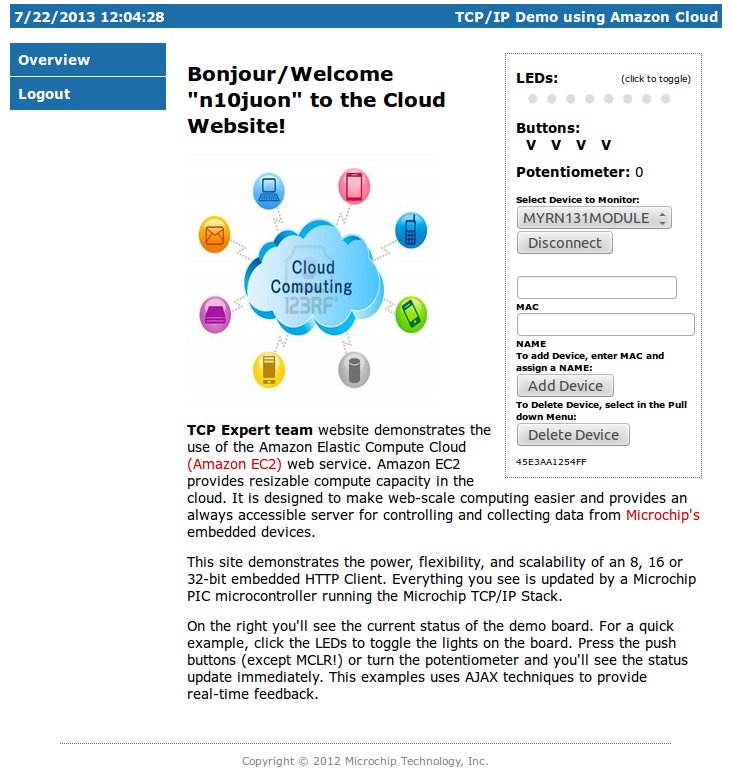 7/22/2013 12:04:28
TCP/IP Demo using Amazon Cloud
Overview
Logout
Bonjour/Welcome
"n10juon" to the Cloud
Website!
Cloud
Computing
123RF
TCP Expert team website demonstrates the
use of the Amazon Elastic Compute Cloud
(Amazon EC2) web service. Amazon EC2
provides resizable compute capacity in the
cloud. It is designed to make web-scale computing easier and provides an
always accessible server for controlling and collecting data from Microchip's
embedded devices.
This site demonstrates the power, flexibility, and scalability of an 8, 16 or
32-bit embedded HTTP Client. Everything you see is updated by a Microchip
PIC microcontroller running the Microchip TCP/IP Stack.
On the right you'll see the current status of the demo board. For a quick
example, click the LEDs to toggle the lights on the board. Press the push
buttons (except MCLR!) or turn the potentiometer and you'll see the status
update immediately. This examples uses AJAX techniques to provide
real-time feedback.
LEDs: (click to toggle)
Buttons:
V V V V
Potentiometer: 0
Select Device to Monitor:
MYRN131MODULE
Disconnect
MAC
NAME
To add Device, enter MAC and
assign a NAME:
Add Device
To Delete Device, select in the Pull
down Menu:
Delete Device
45E3AA1254FF
Copyright © 2012 Microchip Technology, Inc.